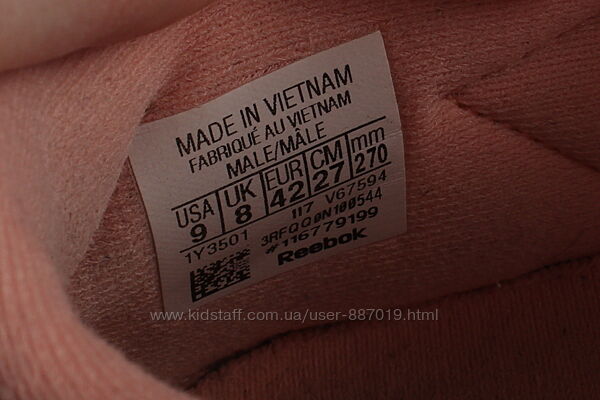 MADE IN VIETNAM
FABRIQUÉ AU VIETNAM
MALE/MÂLE
USA UK EUR CM mm
9 8 42 27 270
1Y3501 117 V67594
3RFQQ0N100544
#116779199
Reebok
www.kidstaff.com.ua/user-887019.html